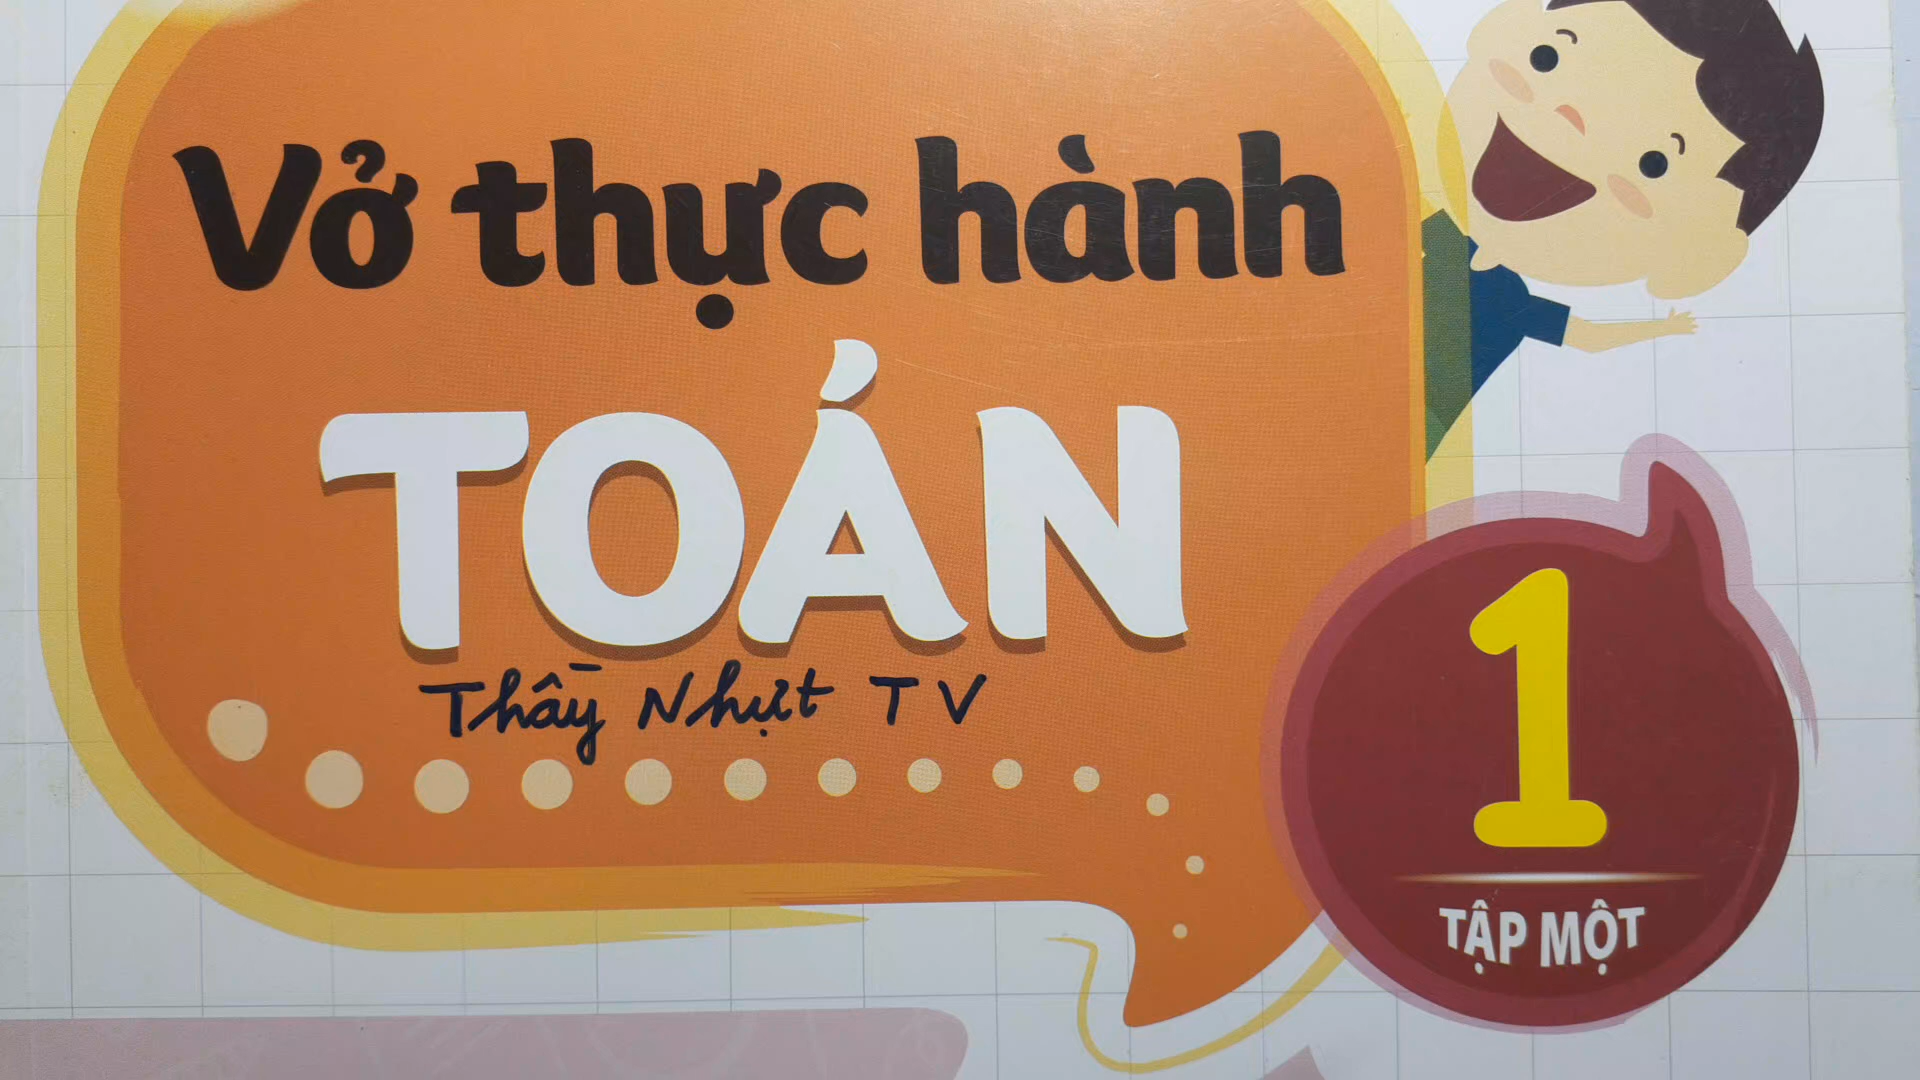 Vở thực hành
TOÁN
Thầy Nhựt TV
1
TẬP MỘT